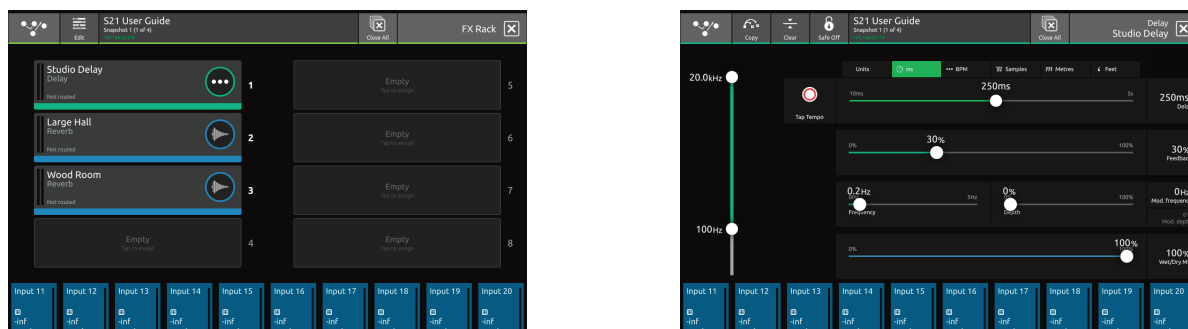 S21 User Guide
Snapshot 1 (1 of 4)
Edit
Close All
FX Rack
Studio Delay
Delay
Not routed
1
Large Hall
Reverb
Not routed
2
Wood Room
Reverb
Not routed
3
Empty
Tap to assign
4
Empty
Tap to assign
5
Empty
Tap to assign
6
Empty
Tap to assign
7
Empty
Tap to assign
8
Input 11 Input 12 Input 13 Input 14 Input 15 Input 16 Input 17 Input 18 Input 19 Input 20
-inf -inf -inf -inf -inf -inf -inf -inf -inf -inf
Copy
Clear
Safe Off
S21 User Guide
Snapshot 1 (1 of 4)
Close All
Delay
Studio Delay
Units ms BPM Samples Metres Feet
20.0kHz
100Hz
Tap Tempo
250ms
10ms 5s
250ms
30%
0% 100%
30%
Feedback
0.2Hz
5Hz
Frequency
0%
100%
Depth
0Hz
Mod. frequency
100%
0%
100%
Input 11 Input 12 Input 13 Input 14 Input 15 Input 16 Input 17 Input 18 Input 19 Input 20
-inf -inf -inf -inf -inf -inf -inf -inf -inf -inf